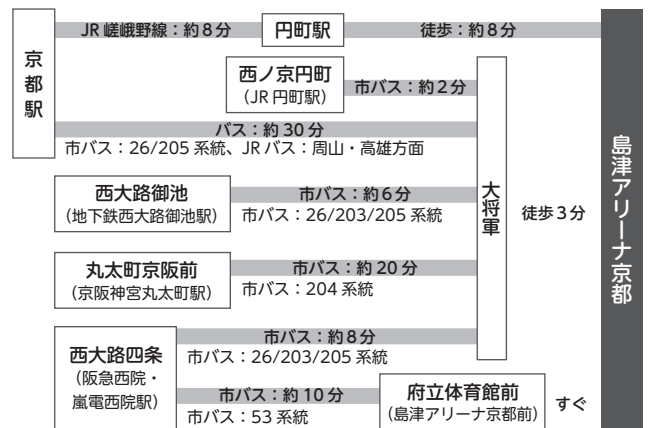 京都駅
JR嵯峨野線：約8分
円町駅
徒歩：約8分
西ノ京円町
（JR円町駅）
市バス：約2分
バス：約30分
市バス：26/205系統、JRバス：周山・高雄方面
西大路御池
（地下鉄西大路御池駅）
市バス：約6分
市バス：26/203/205系統
丸太町京阪前
（京阪神宮丸太町駅）
市バス：約20分
市バス：204系統
西大路四条
（阪急西院・
嵐電西院駅）
市バス：約8分
市バス：26/203/205系統
市バス：約10分
市バス：53系統
府立体育館前
（島津アリーナ京都前）
すぐ
大将軍
徒歩3分
島津アリーナ京都